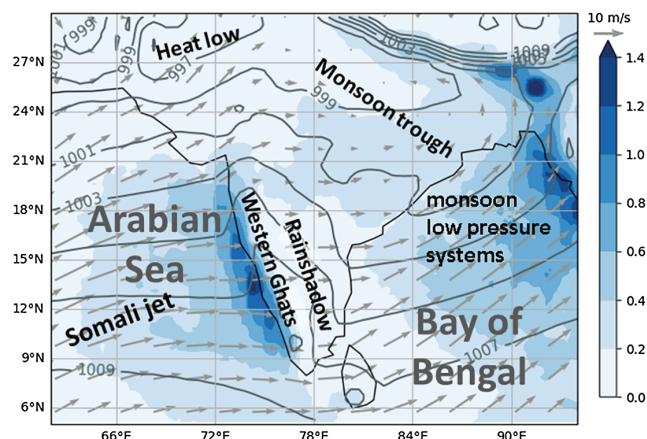 10 m/s
27°N
24°N
21°N
18°N
15°N
12°N
9°N
6°N
66°E
72°E
78°E
84°E
90°E
1.4
1.2
1.0
0.8
0.6
0.4
0.2
0.0
1001
999
999
997
Heat low
1003
1009
1005
Monsoon trough
999
1001
1003
Arabian
Sea
Western Ghats
Rainshadow
monsoon
low pressure
systems
Somali jet
Bay of
Bengal
1007
1009